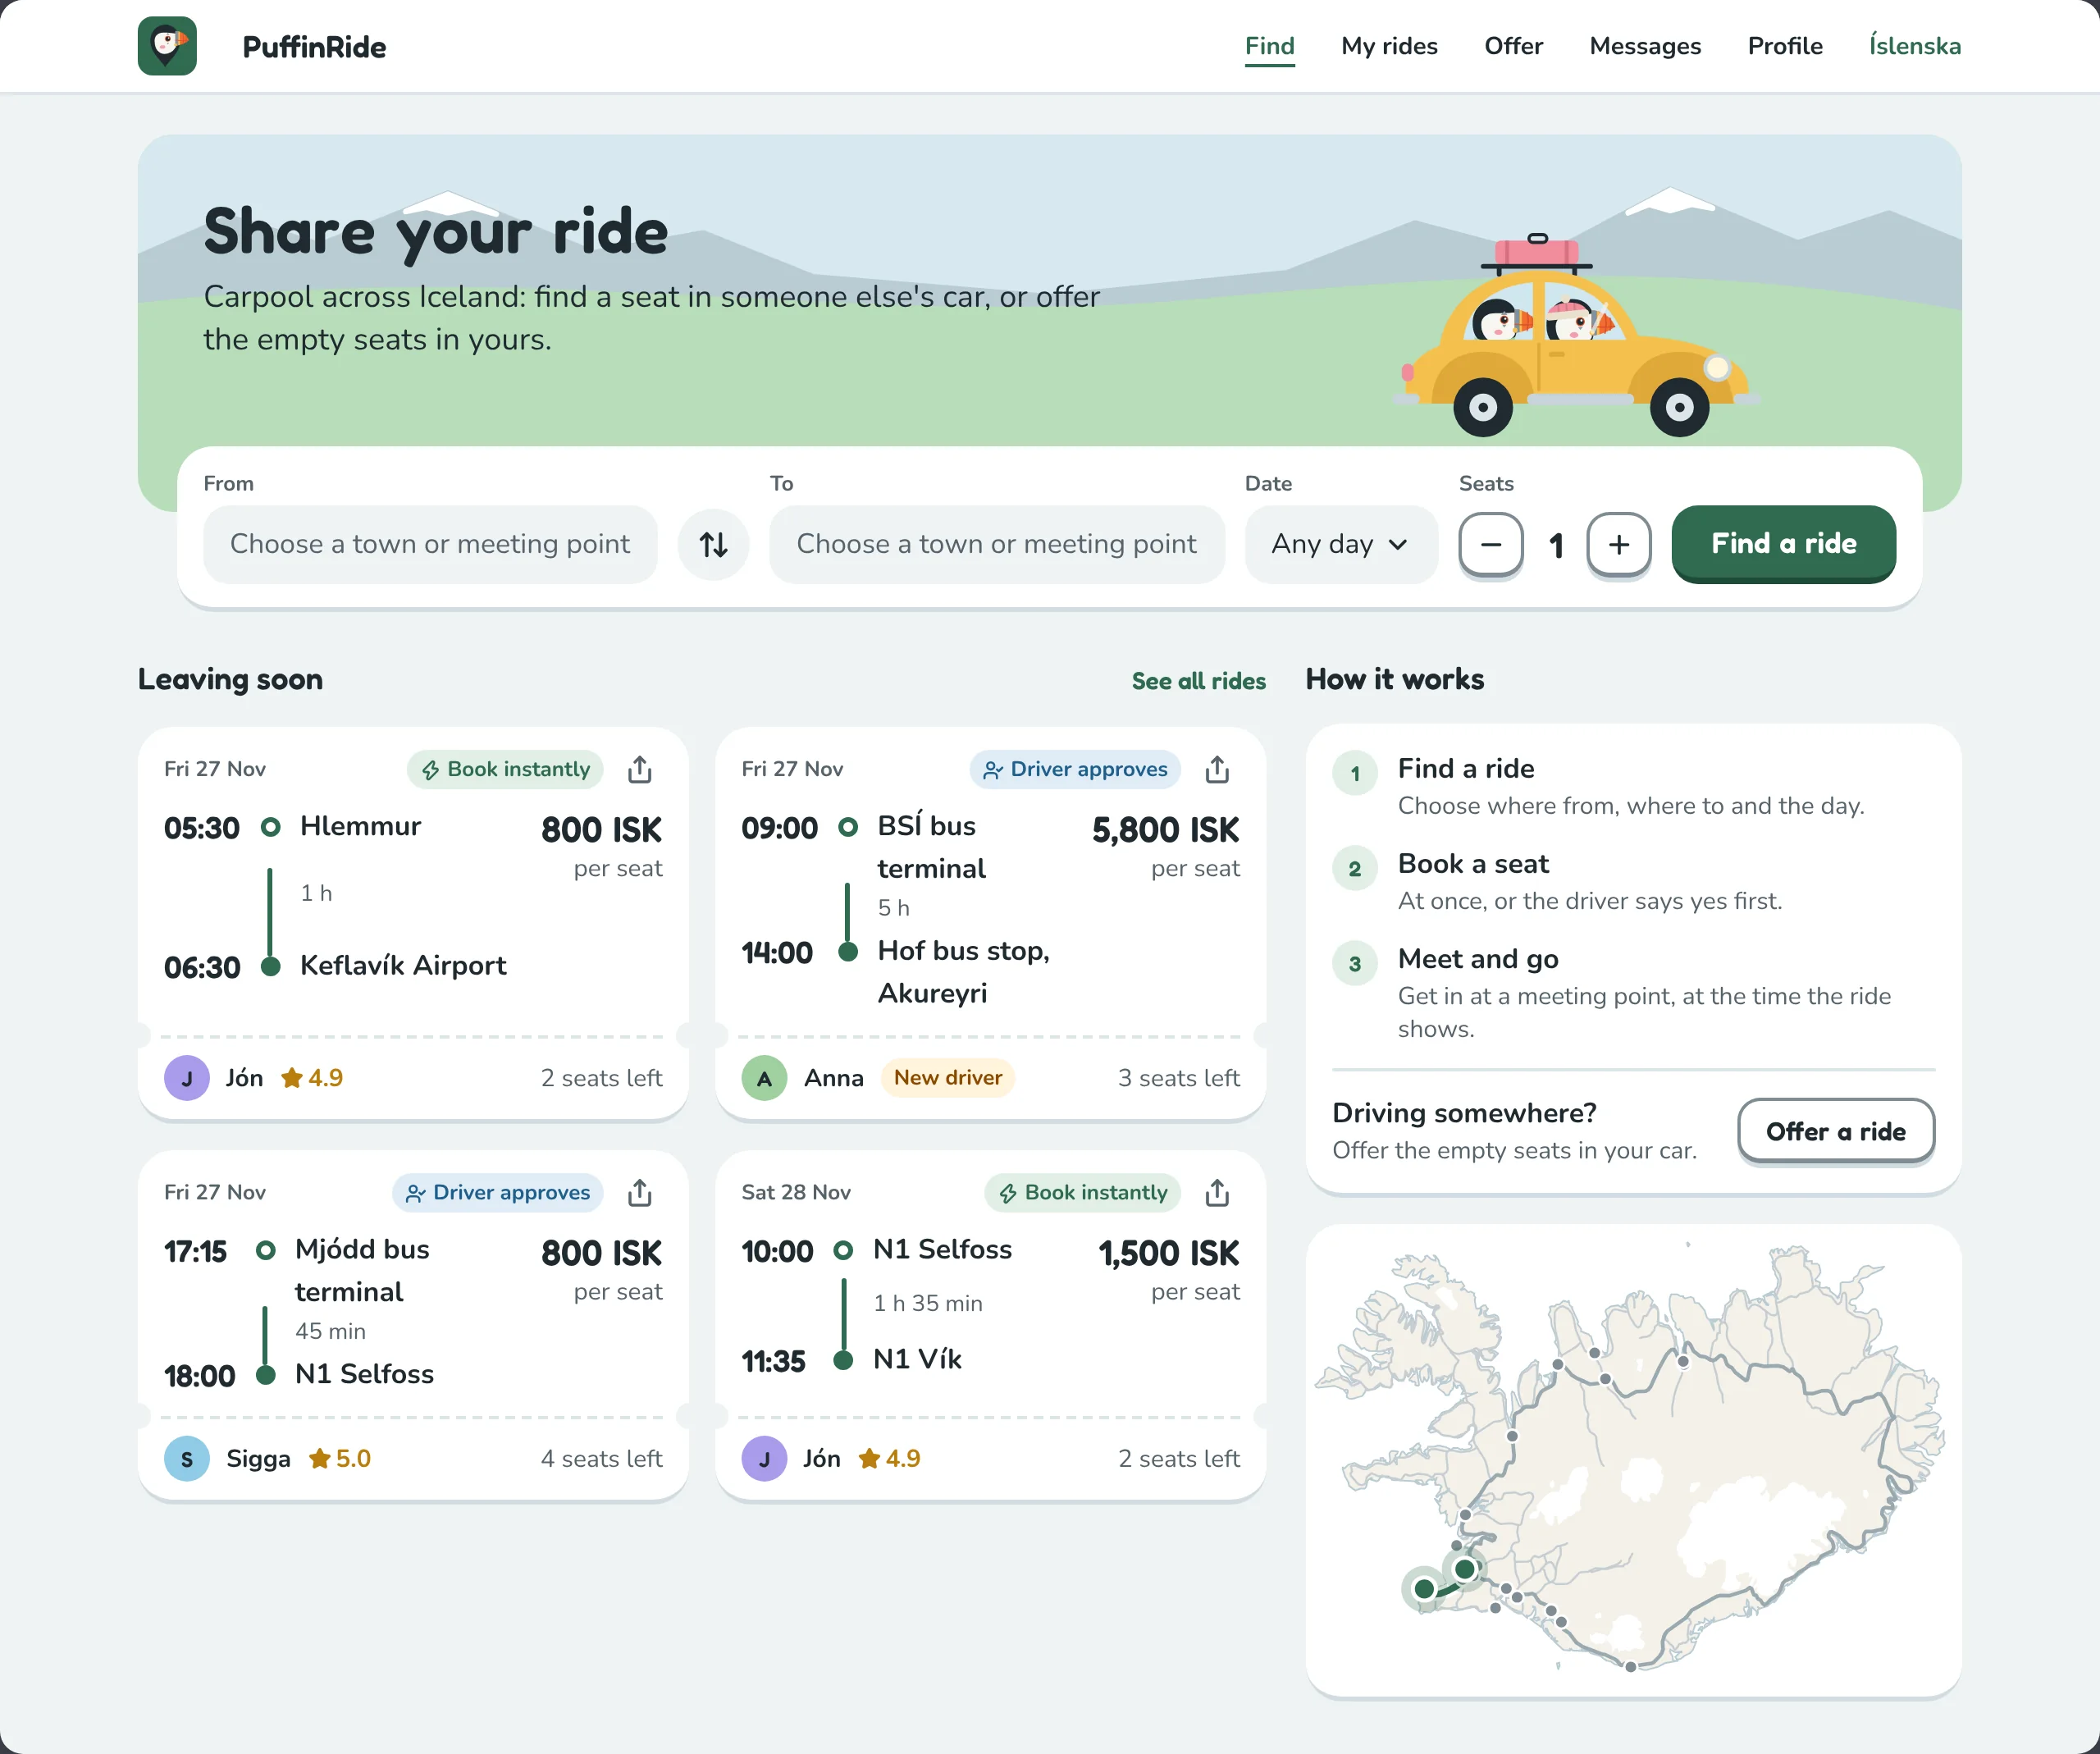 PuffinRide
Find
My rides
Offer
Messages
Profile
Íslenska
Share your ride
Carpool across Iceland: find a seat in someone else's car, or offer
the empty seats in yours.
From
Choose a town or meeting point
To
Choose a town or meeting point
Date
Any day
Seats
1
Find a ride
Leaving soon
See all rides
Fri 27 Nov
Book instantly
05:30
Hlemmur
800 ISK
per seat
1 h
06:30
Keflavík Airport
J
Jón
4.9
2 seats left
Fri 27 Nov
Driver approves
09:00
BSÍ bus
terminal
5,800 ISK
per seat
5 h
14:00
Hof bus stop,
Akureyri
A
Anna
New driver
3 seats left
Fri 27 Nov
Driver approves
17:15
Mjódd bus
terminal
800 ISK
per seat
45 min
18:00
N1 Selfoss
S
Sigga
5.0
4 seats left
Sat 28 Nov
Book instantly
10:00
N1 Selfoss
1,500 ISK
per seat
1 h 35 min
11:35
N1 Vík
J
Jón
4.9
2 seats left
How it works
1
Find a ride
Choose where from, where to and the day.
2
Book a seat
At once, or the driver says yes first.
3
Meet and go
Get in at a meeting point, at the time the ride
shows.
Driving somewhere?
Offer the empty seats in your car.
Offer a ride